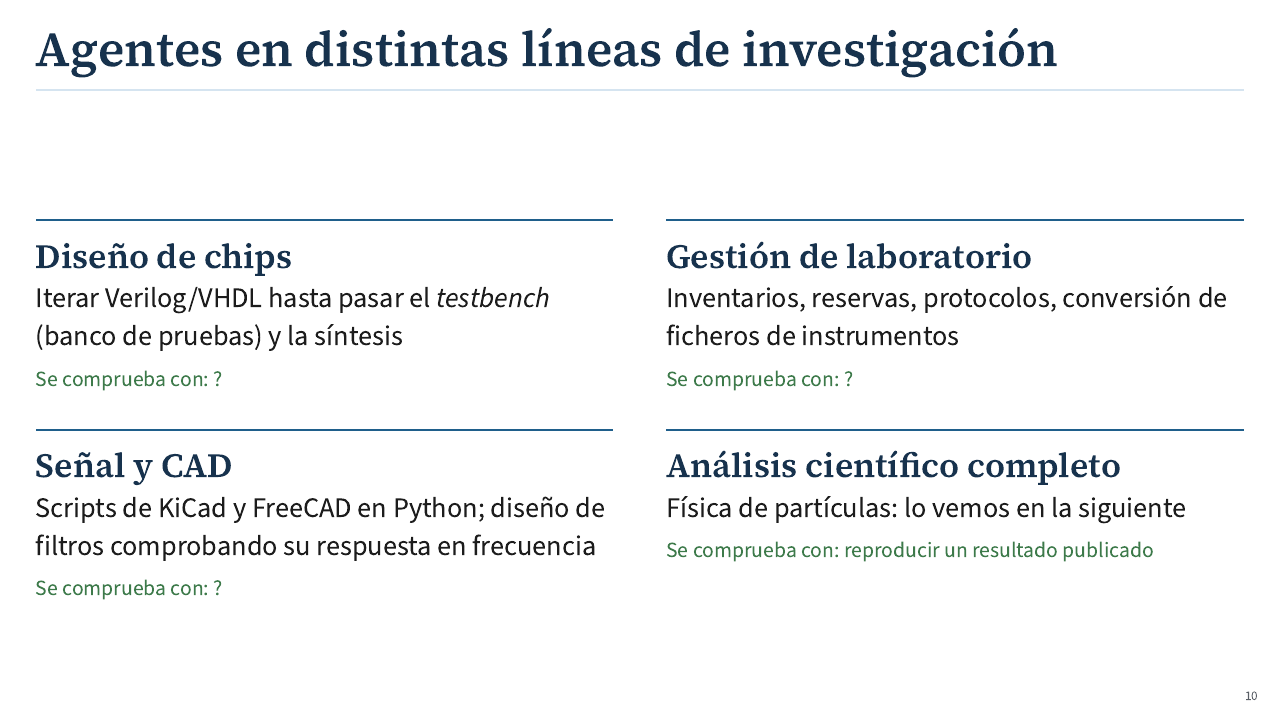 Agentes en distintas líneas de investigación
Diseño de chips
Iterar Verilog/VHDL hasta pasar el testbench
(banco de pruebas) y la síntesis
Se comprueba con: ?
Gestión de laboratorio
Inventarios, reservas, protocolos, conversión de
ficheros de instrumentos
Se comprueba con: ?
Señal y CAD
Scripts de KiCad y FreeCAD en Python; diseño de
filtros comprobando su respuesta en frecuencia
Se comprueba con: ?
Análisis científico completo
Física de partículas: lo vemos en la siguiente
Se comprueba con: reproducir un resultado publicado
10